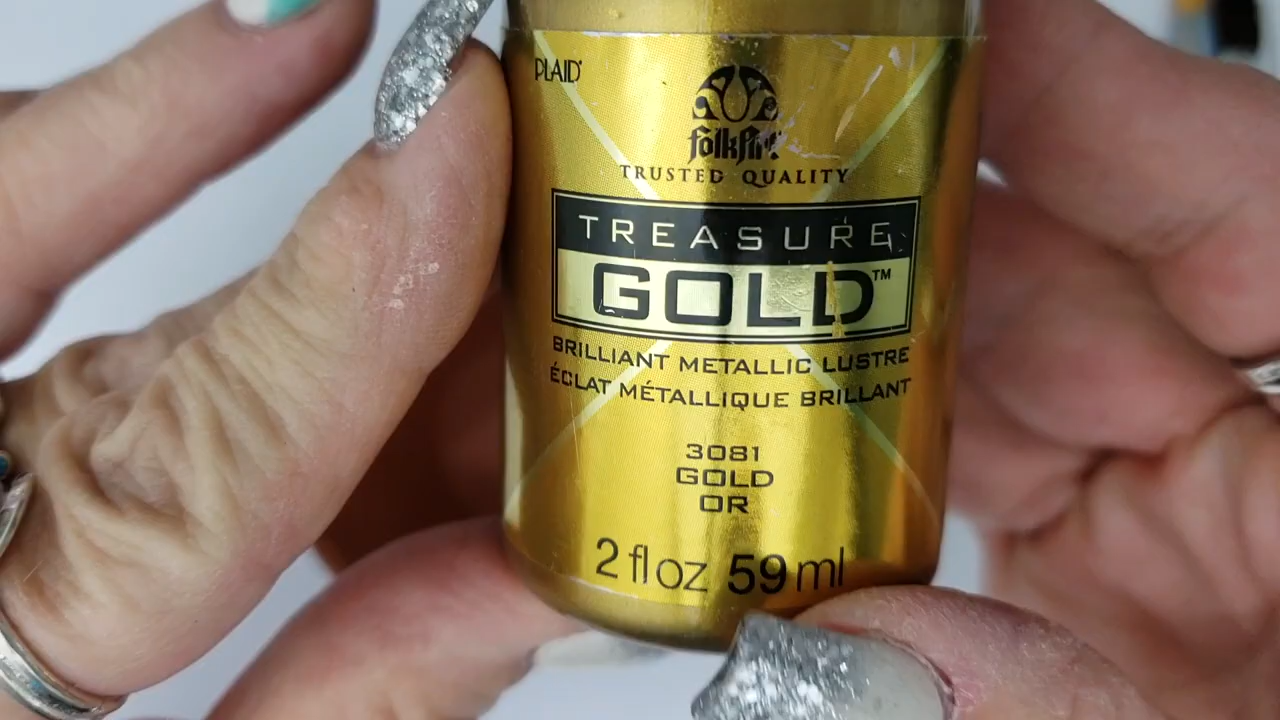 PLAID®
FolkArt
TRUSTED QUALITY
TREASURE
GOLD™
BRILLIANT METALLIC LUSTRE
ÉCLAT MÉTALLIQUE BRILLANT
3081
GOLD
OR
2 fl oz 59 ml